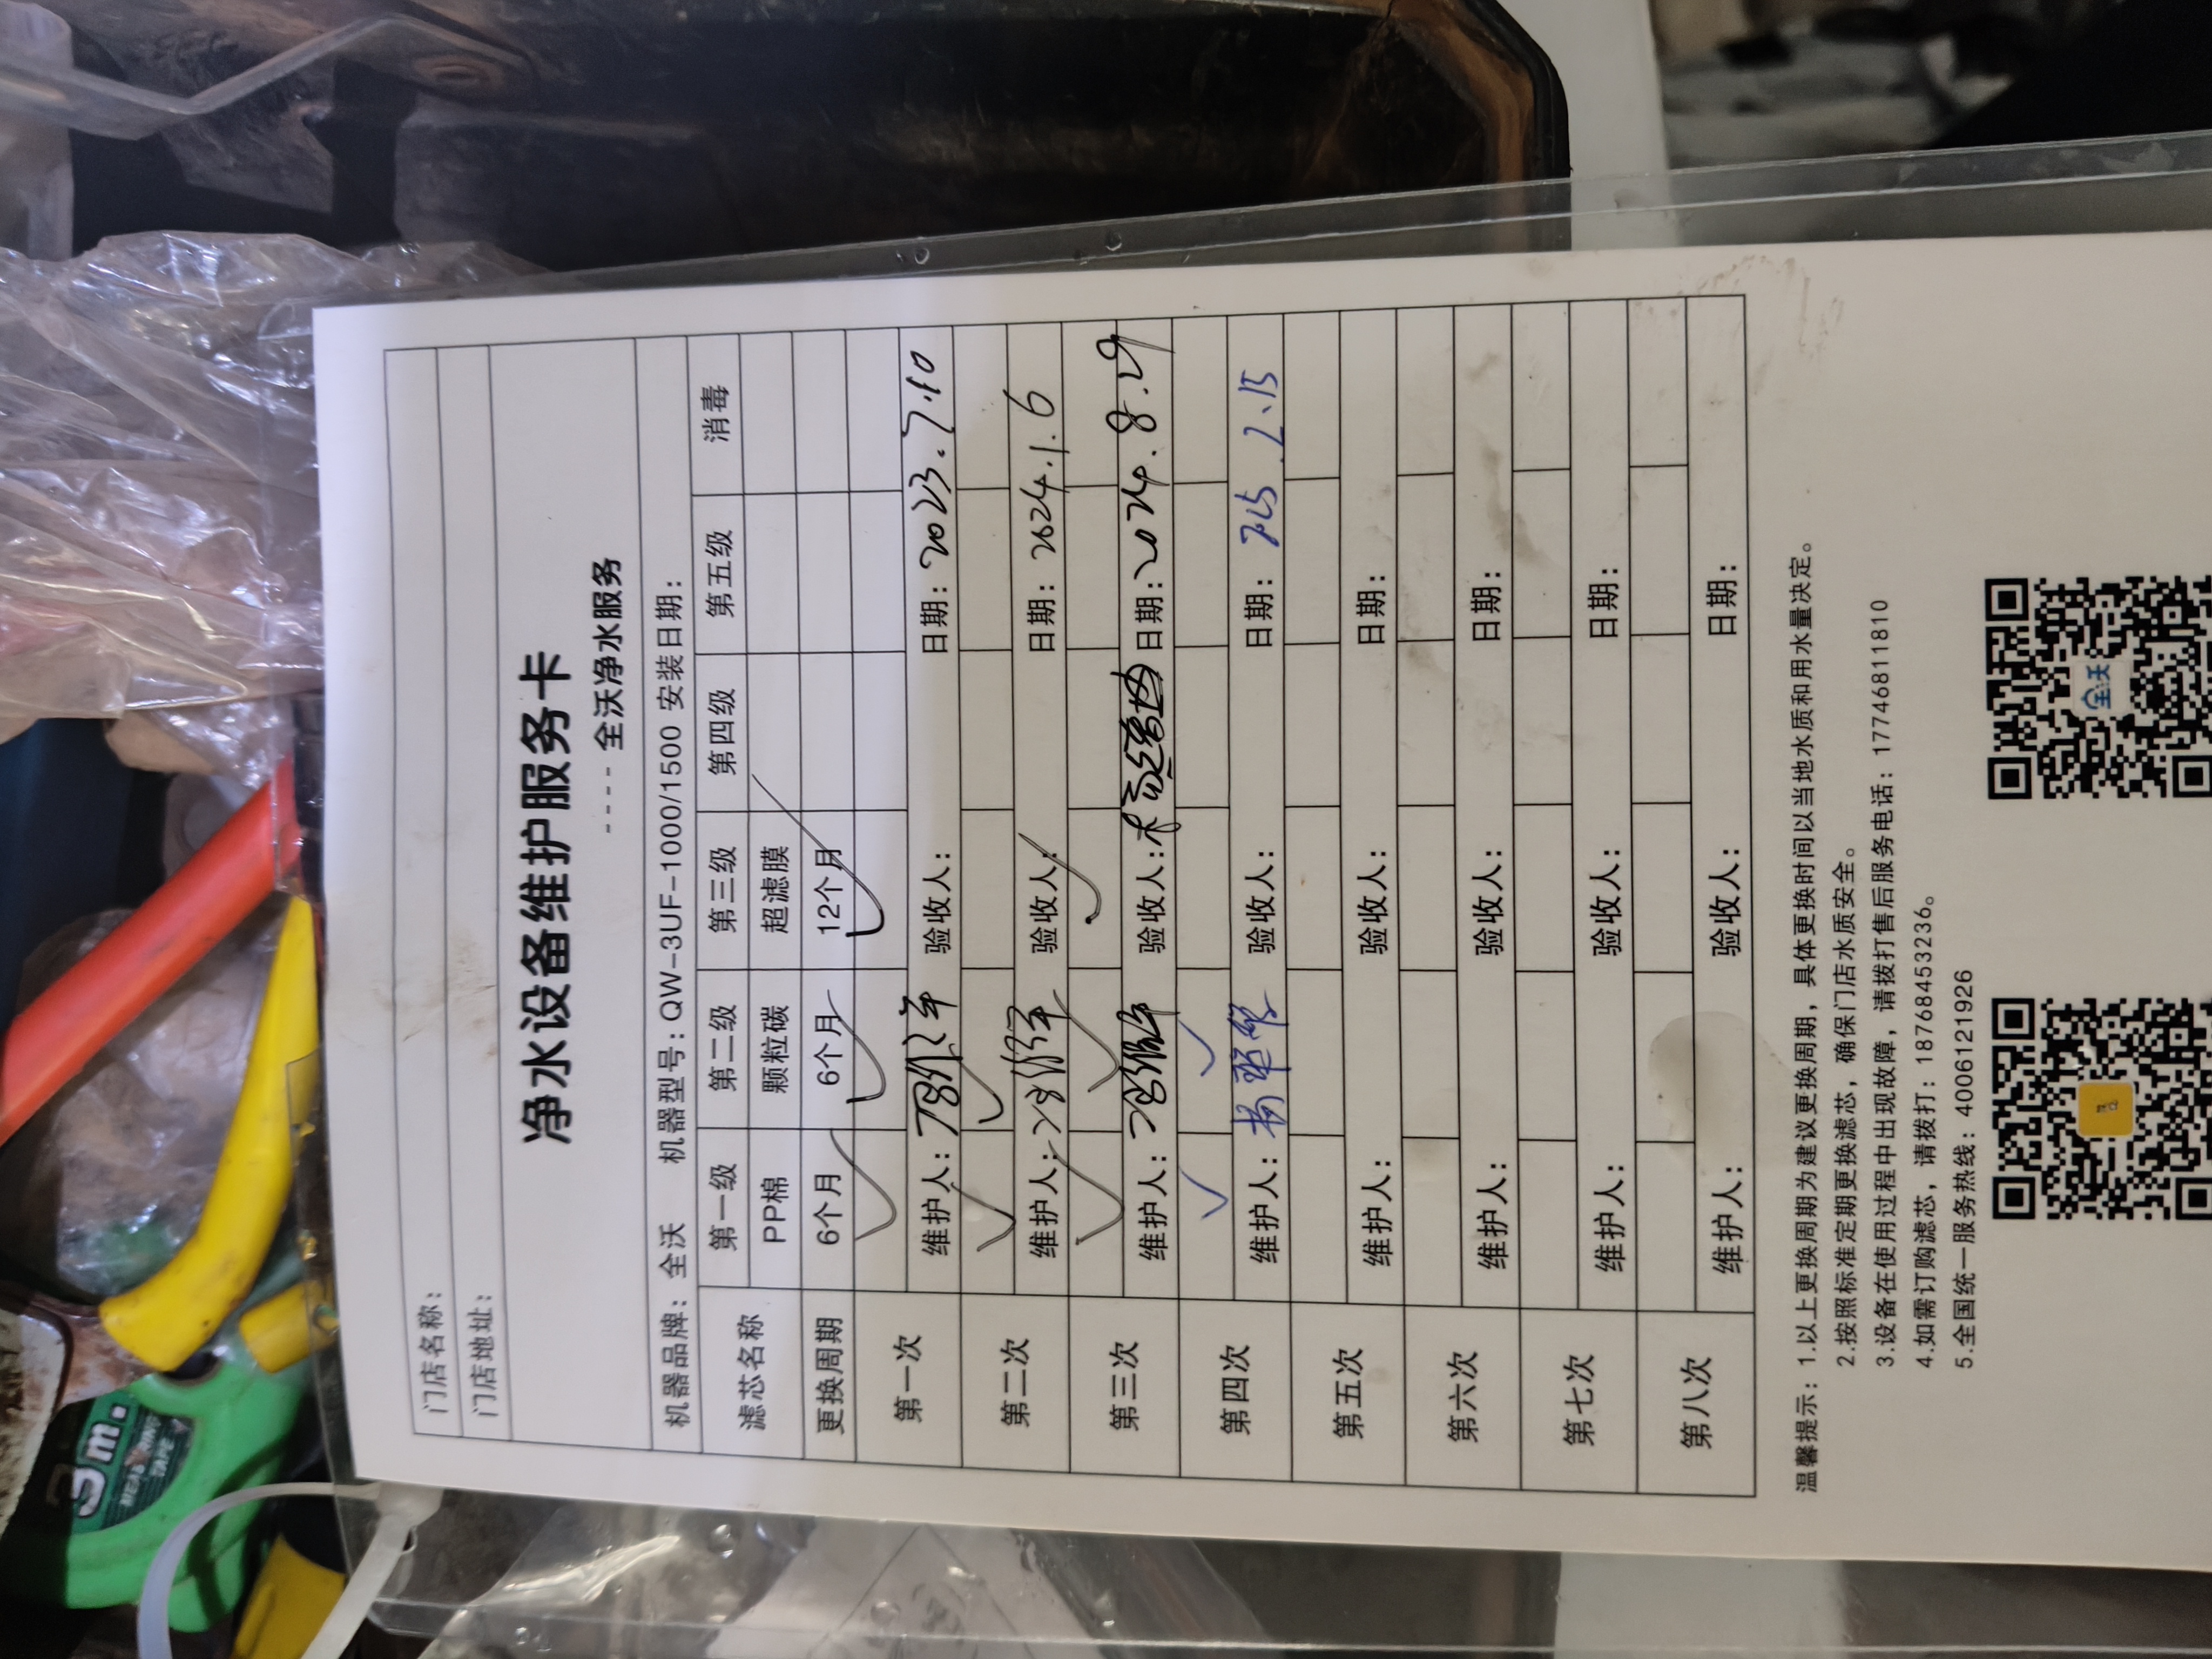 门店名称：
门店地址：
净水设备维护服务卡
----全沃净水服务
机器品牌：全沃 机器型号：QW-3UF-1000/1500 安装日期：
第一级 第二级 第三级 第四级 第五级 消毒
滤芯名称 PP棉 颗粒碳 超滤膜
更换周期 6个月 6个月 12个月
第一次 ✓ ✓ ✓
维护人： 验收人： 日期：2023.7.10
第二次 ✓ ✓
维护人： 验收人： 日期：2024.1.6
第三次 ✓ ✓ ✓
维护人： 验收人： 日期：2024.8.29
第四次 ✓ ✓
维护人： 验收人： 日期： 2.15
第五次
维护人： 验收人： 日期：
第六次
维护人： 验收人： 日期：
第七次
维护人： 验收人： 日期：
第八次
维护人： 验收人： 日期：
温馨提示：1.以上更换周期为建议更换周期，具体更换时间以当地水质和用水量决定。
2.按照标准定期更换滤芯，确保门店水质安全。
3.设备在使用过程中出现故障，请拨打售后服务电话：17746811810
4.如需订购滤芯，请拨打：18768453236。
5.全国统一服务热线：4006121926
全沃
3m.
MEASURING
TAPE